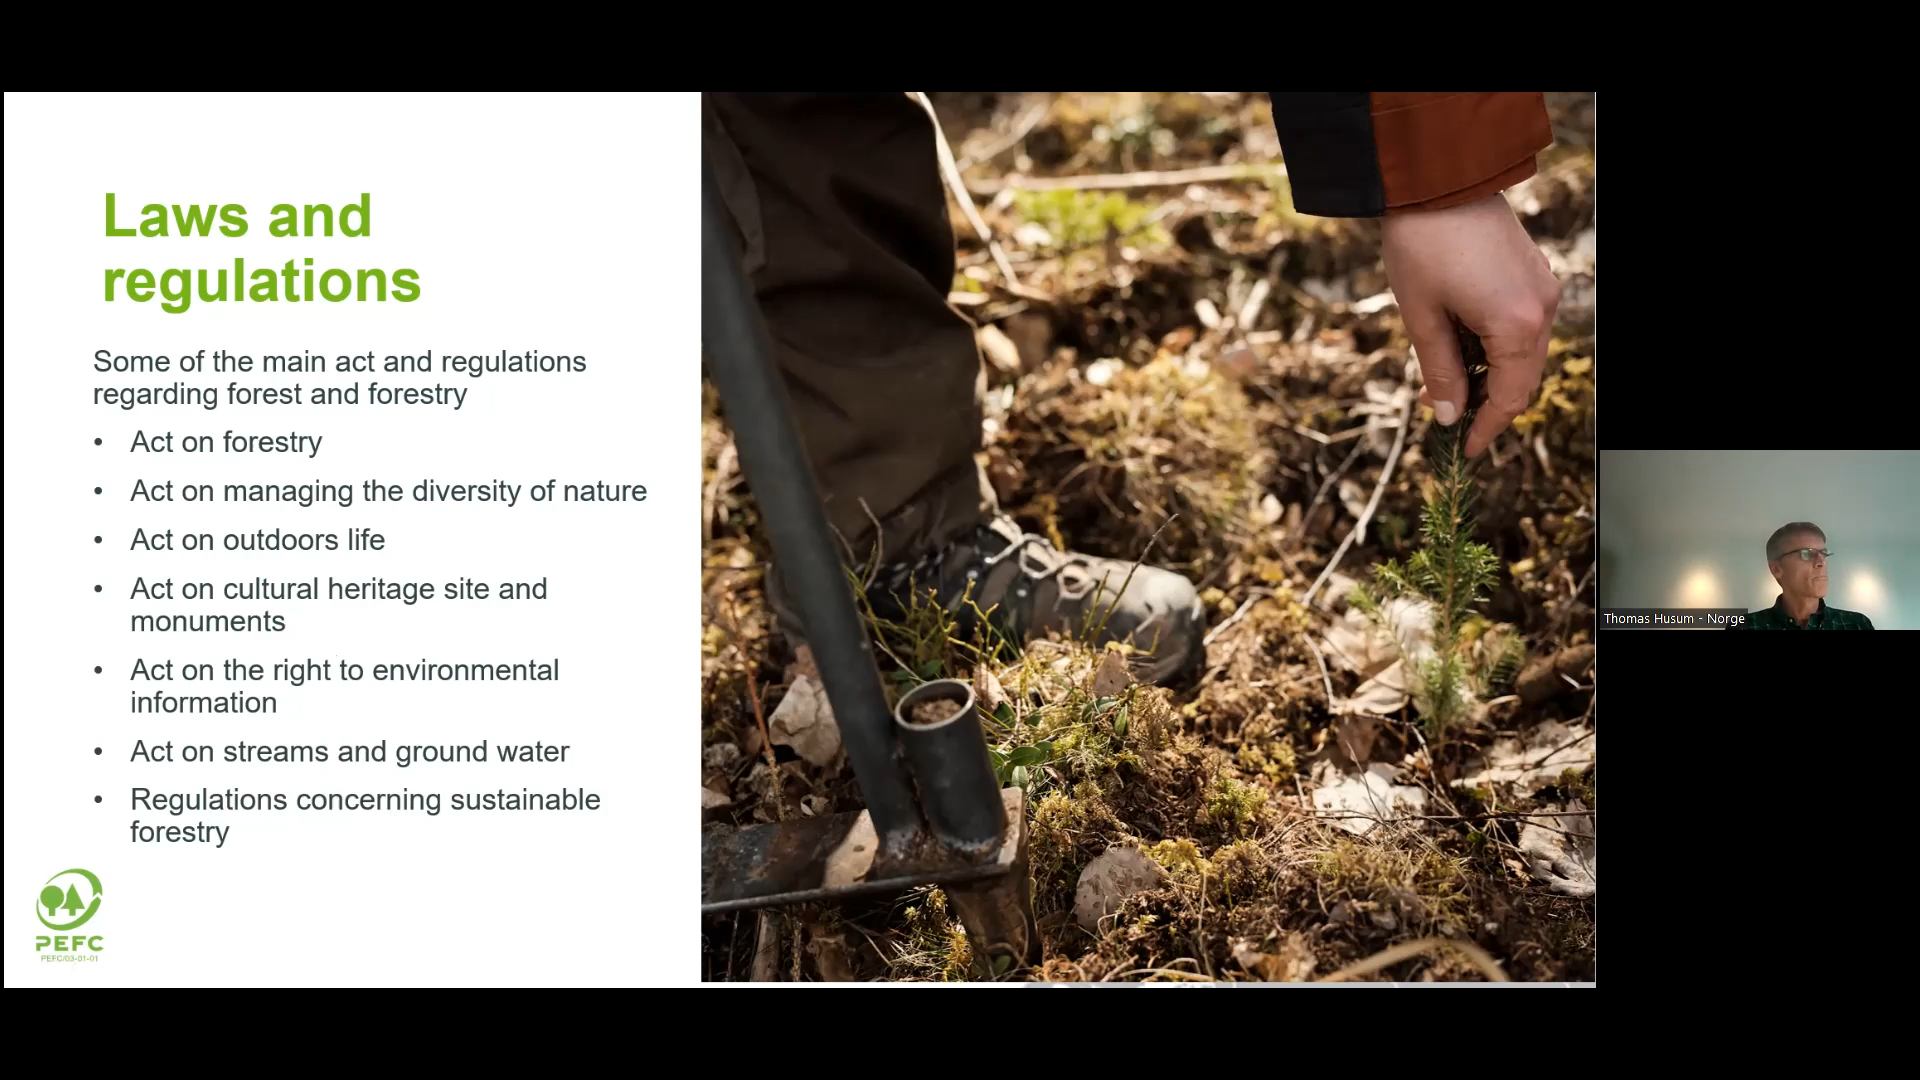 Laws and
regulations
Some of the main act and regulations
regarding forest and forestry
• Act on forestry
• Act on managing the diversity of nature
• Act on outdoors life
• Act on cultural heritage site and
monuments
• Act on the right to environmental
information
• Act on streams and ground water
• Regulations concerning sustainable
forestry
PEFC
PEFC/03-01-01
Thomas Husum - Norge